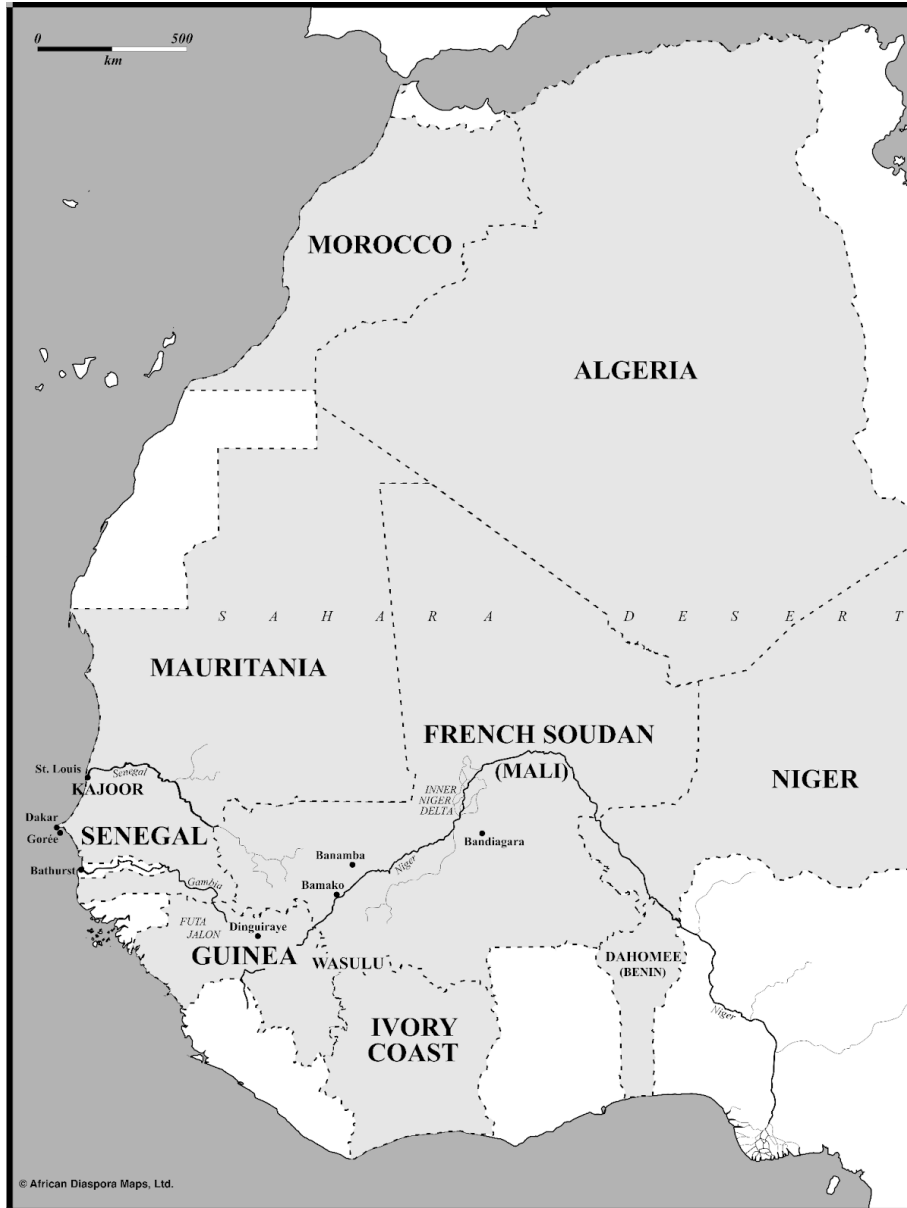 0 500
km
MOROCCO
ALGERIA
S A H A R A D E S E R T
MAURITANIA
FRENCH SOUDAN
(MALI)
NIGER
St. Louis
Senegal
KAJOOR
INNER
NIGER
DELTA
Dakar
SENEGAL
Gorée
Bandiagara
Banamba
Niger
Bathurst
Gambia
Bamako
FUTA
JALON
Dinguiraye
GUINEA
WASULU
DAHOMEE
(BENIN)
Niger
IVORY
COAST
© African Diaspora Maps, Ltd.